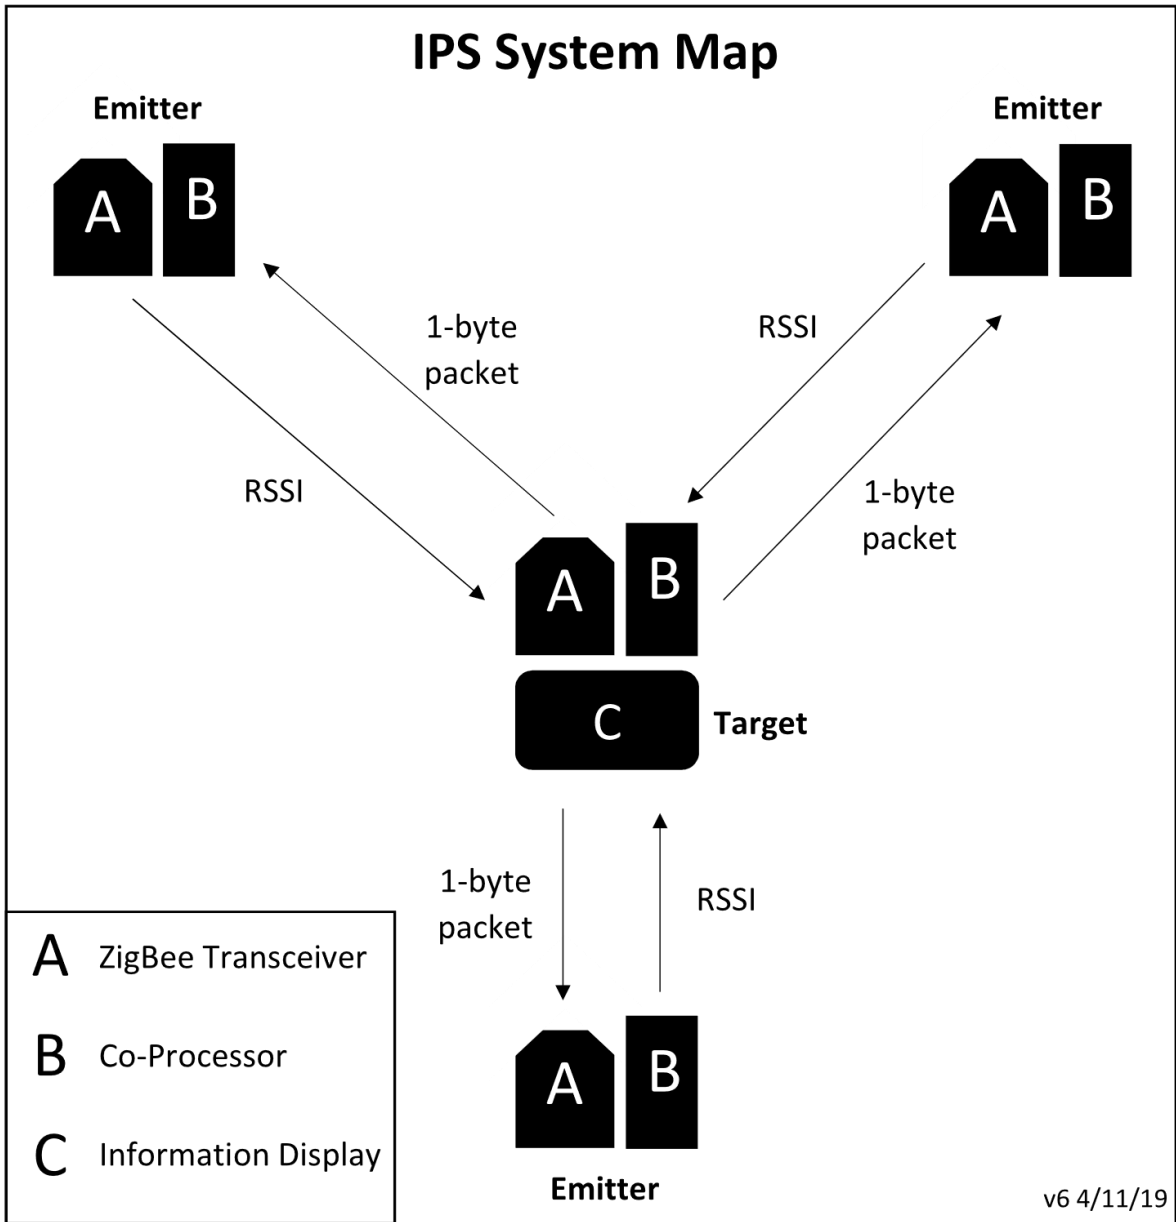 IPS System Map
Emitter
Emitter
A
B
A
B
1-byte
packet
RSSI
RSSI
1-byte
packet
A
B
C
Target
1-byte
packet
RSSI
A
B
Emitter
A ZigBee Transceiver
B Co-Processor
C Information Display
v6 4/11/19